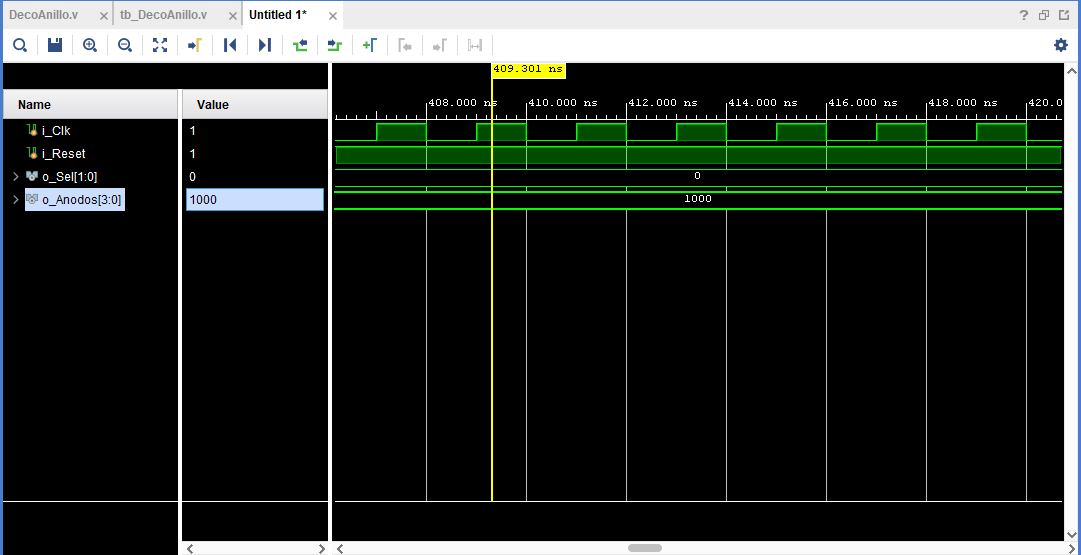 DecoAnillo.v × tb_DecoAnillo.v × Untitled 1* × ?
409.301 ns
Name Value
408.000 ns 410.000 ns 412.000 ns 414.000 ns 416.000 ns 418.000 ns 420.0
i_Clk 1
i_Reset 1
o_Sel[1:0] 0 0
o_Anodos[3:0] 1000 1000